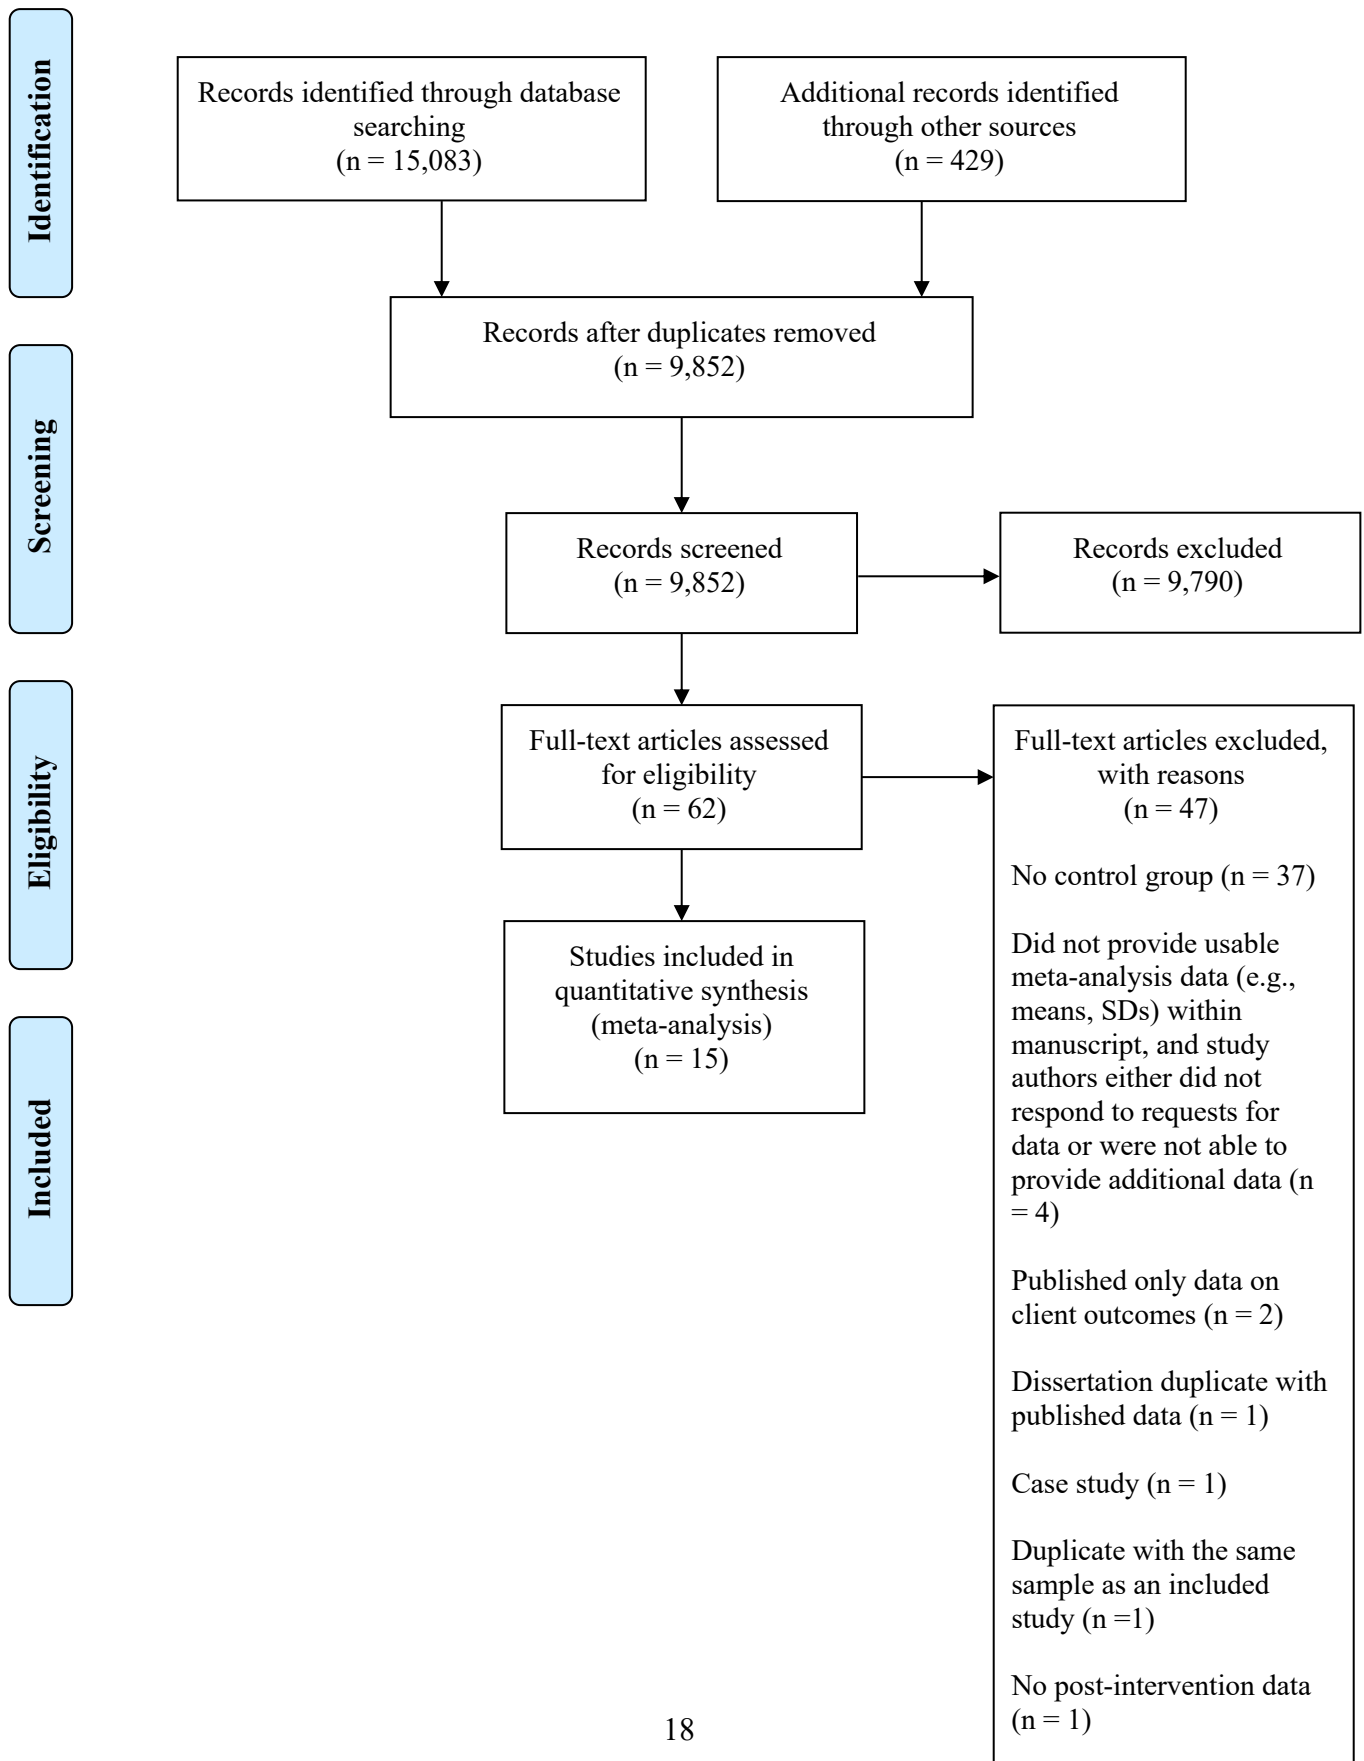 Identification
Records identified through database
searching
(n = 15,083)
Additional records identified
through other sources
(n = 429)
Records after duplicates removed
(n = 9,852)
Screening
Records screened
(n = 9,852)
Records excluded
(n = 9,790)
Eligibility
Full-text articles assessed
for eligibility
(n = 62)
Full-text articles excluded,
with reasons
(n = 47)
No control group (n = 37)
Did not provide usable
meta-analysis data (e.g.,
means, SDs) within
manuscript, and study
authors either did not
respond to requests for
data or were not able to
provide additional data (n
= 4)
Published only data on
client outcomes (n = 2)
Dissertation duplicate with
published data (n = 1)
Case study (n = 1)
Duplicate with the same
sample as an included
study (n =1)
No post-intervention data
(n = 1)
Included
Studies included in
quantitative synthesis
(meta-analysis)
(n = 15)
18